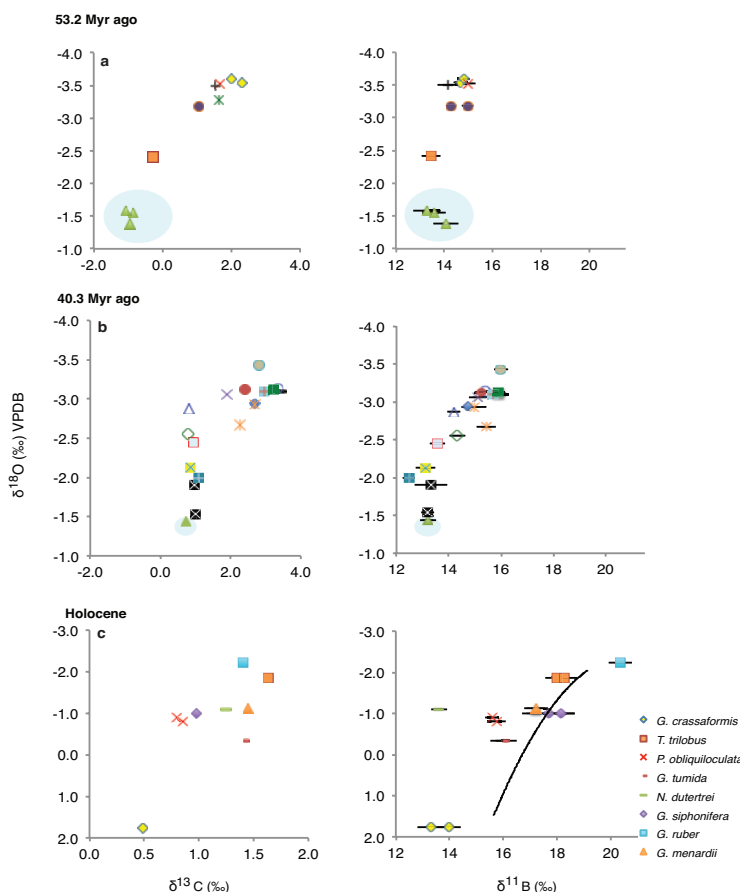 53.2 Myr ago
a
-4.0
-3.5
-3.0
-2.5
-2.0
-1.5
-1.0
-2.0 0.0 2.0 4.0
-4.0
-3.5
-3.0
-2.5
-2.0
-1.5
-1.0
12 14 16 18 20
40.3 Myr ago
b
-4.0
-3.5
-3.0
-2.5
-2.0
-1.5
-1.0
-2.0 0.0 2.0 4.0
-4.0
-3.5
-3.0
-2.5
-2.0
-1.5
-1.0
12 14 16 18 20
δ18O (‰) VPDB
Holocene
c
-3.0
-2.0
-1.0
0.0
1.0
2.0
0.0 0.5 1.0 1.5 2.0
δ13 C (‰)
-3.0
-2.0
-1.0
0.0
1.0
2.0
12 14 16 18 20
δ11 B (‰)
G. crassaformis
T. trilobus
P. obliquiloculata
G. tumida
N. dutertrei
G. siphonifera
G. ruber
G. menardii